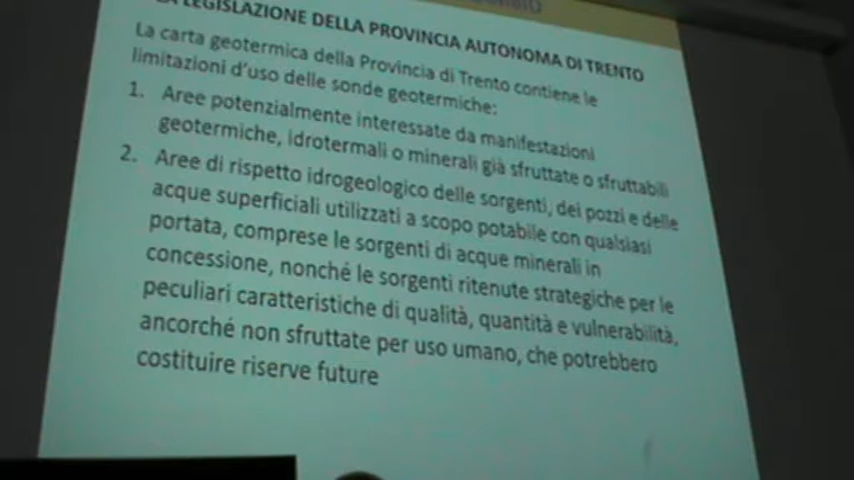 LA LEGISLAZIONE DELLA PROVINCIA AUTONOMA DI TRENTO
La carta geotermica della Provincia di Trento contiene le
limitazioni d'uso delle sonde geotermiche:
1. Aree potenzialmente interessate da manifestazioni
geotermiche, idrotermali o minerali già sfruttate o sfruttabili
2. Aree di rispetto idrogeologico delle sorgenti, dei pozzi e delle
acque superficiali utilizzati a scopo potabile con qualsiasi
portata, comprese le sorgenti di acque minerali in
concessione, nonché le sorgenti ritenute strategiche per le
peculiari caratteristiche di qualità, quantità e vulnerabilità,
ancorché non sfruttate per uso umano, che potrebbero
costituire riserve future